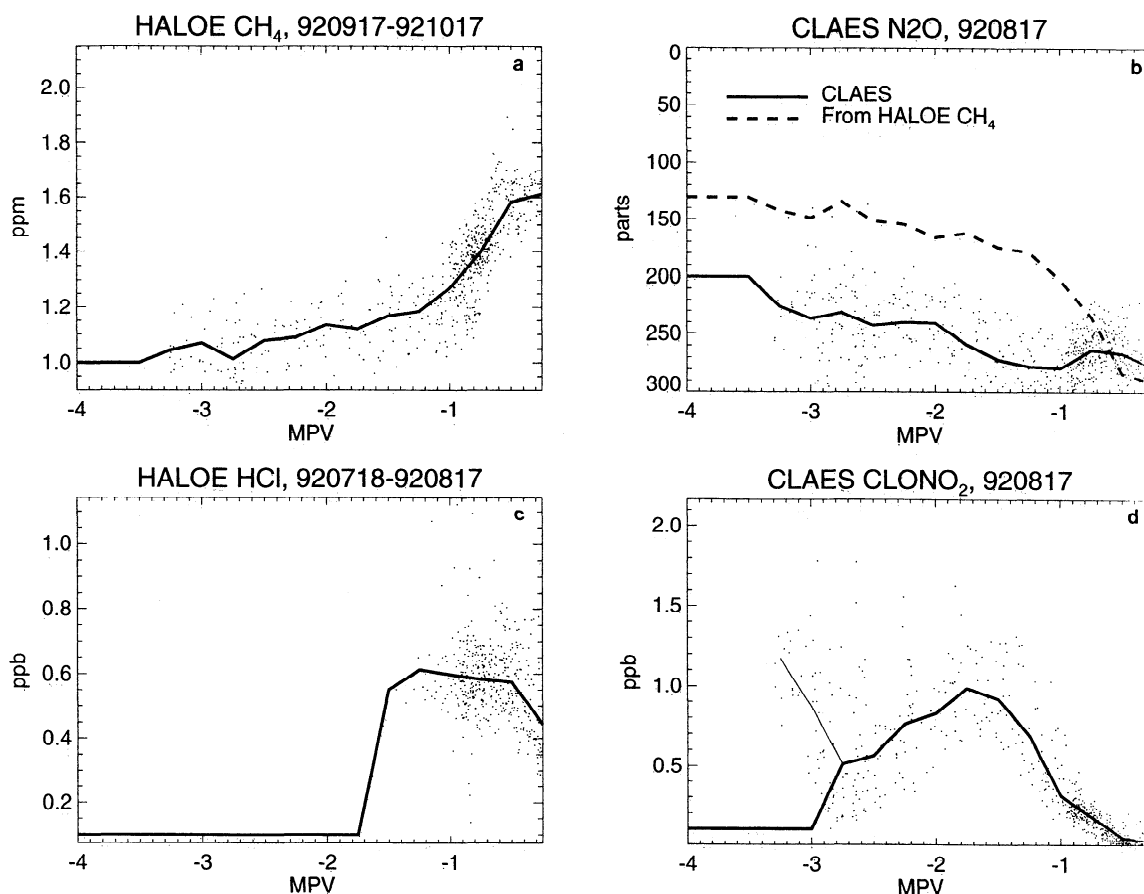 HALOE CH4, 920917-921017
a
2.0
1.8
1.6
1.4
1.2
1.0
ppm
-4
-3
-2
-1
MPV
CLAES N2O, 920817
b
CLAES
From HALOE CH4
0
50
100
150
200
250
300
parts
-4
-3
-2
-1
MPV
HALOE HCl, 920718-920817
c
1.0
0.8
0.6
0.4
0.2
ppb
-4
-3
-2
-1
MPV
CLAES CLONO2, 920817
d
2.0
1.5
1.0
0.5
ppb
-4
-3
-2
-1
MPV